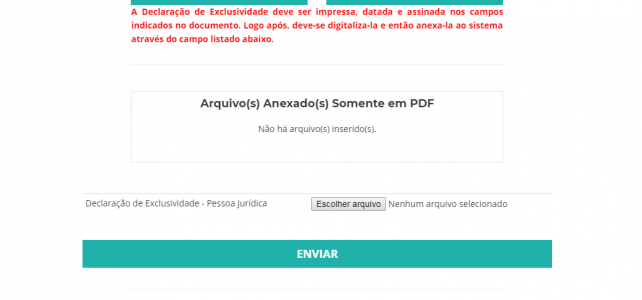 A Declaração de Exclusividade deve ser impressa, datada e assinada nos campos
indicados no documento. Logo após, deve-se digitaliza-la e então anexa-la ao sistema
através do campo listado abaixo.
Arquivo(s) Anexado(s) Somente em PDF
Não há arquivo(s) inserido(s).
Declaração de Exclusividade - Pessoa Jurídica
Escolher arquivo Nenhum arquivo selecionado
ENVIAR